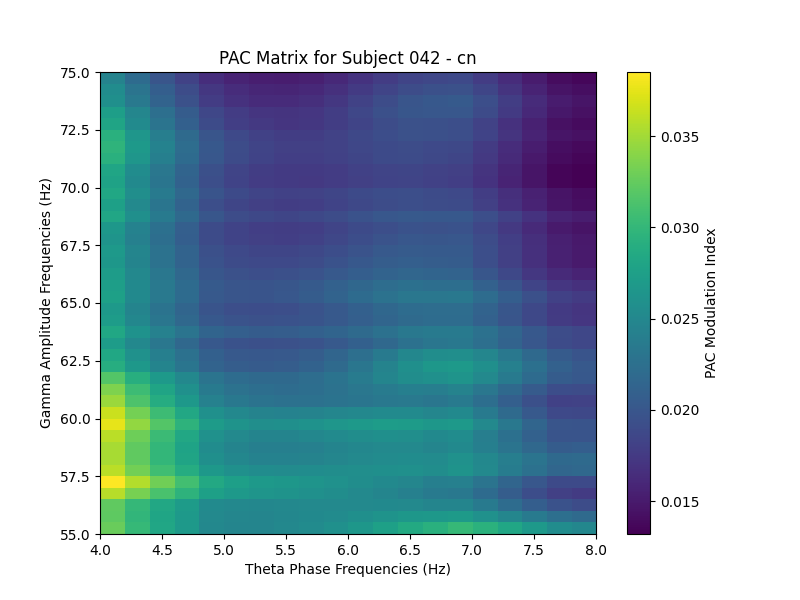 PAC Matrix for Subject 042 - cn
75.0
72.5
70.0
67.5
65.0
62.5
60.0
57.5
55.0
Gamma Amplitude Frequencies (Hz)
4.0 4.5 5.0 5.5 6.0 6.5 7.0 7.5 8.0
Theta Phase Frequencies (Hz)
0.035
0.030
0.025
0.020
0.015
PAC Modulation Index